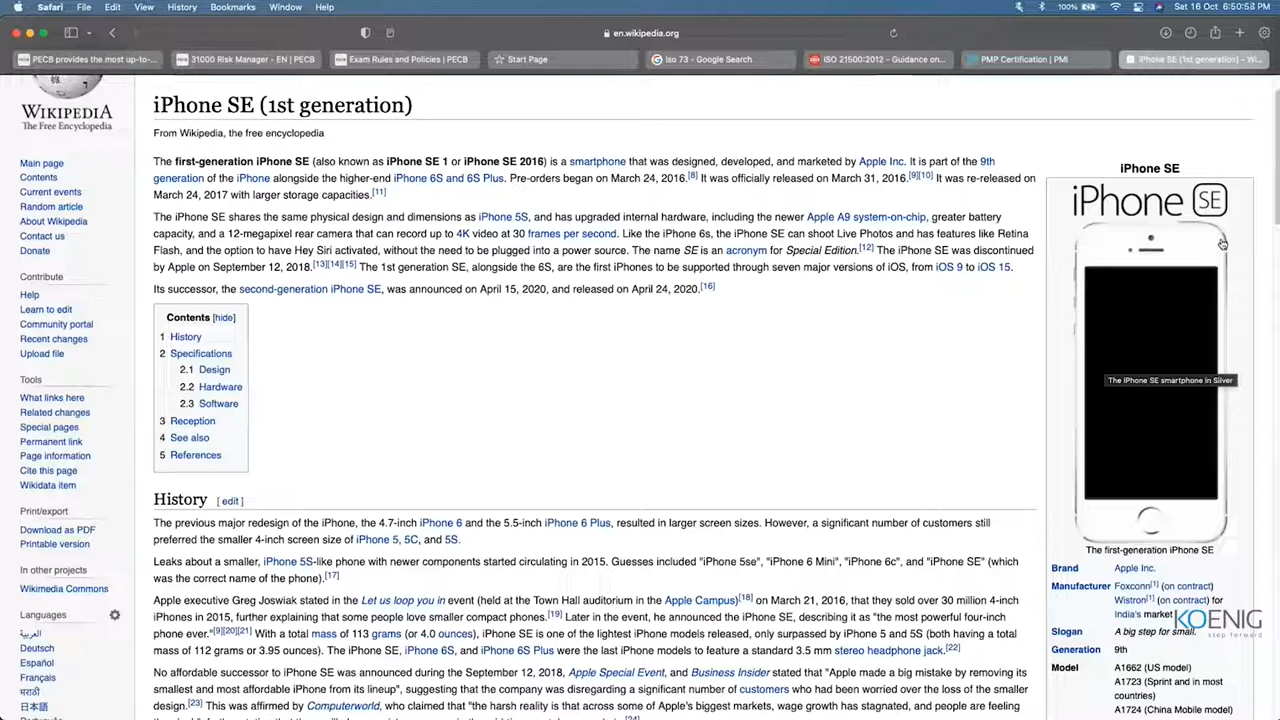 Safari File Edit View History Bookmarks Window Help 100% Sat 16 Oct 6:50:58 PM
en.wikipedia.org
PECB provides the most up-to-... 31000 Risk Manager - EN | PECB Exam Rules and Policies | PECB Start Page Iso 73 - Google Search ISO 21500:2012 – Guidance on... PMP Certification | PMI iPhone SE (1st generation) – Wi...
WIKIPEDIA
The Free Encyclopedia
Main page
Contents
Current events
Random article
About Wikipedia
Contact us
Donate
Contribute
Help
Learn to edit
Community portal
Recent changes
Upload file
Tools
What links here
Related changes
Special pages
Permanent link
Page information
Cite this page
Wikidata item
Print/export
Download as PDF
Printable version
In other projects
Wikimedia Commons
Languages
العربية
Deutsch
Español
Français
मराठी
日本語
iPhone SE (1st generation)
From Wikipedia, the free encyclopedia
The first-generation iPhone SE (also known as iPhone SE 1 or iPhone SE 2016) is a smartphone that was designed, developed, and marketed by Apple Inc. It is part of the 9th
generation of the iPhone alongside the higher-end iPhone 6S and 6S Plus. Pre-orders began on March 24, 2016.[8] It was officially released on March 31, 2016.[9][10] It was re-released on
March 24, 2017 with larger storage capacities.[11]
The iPhone SE shares the same physical design and dimensions as iPhone 5S, and has upgraded internal hardware, including the newer Apple A9 system-on-chip, greater battery
capacity, and a 12-megapixel rear camera that can record up to 4K video at 30 frames per second. Like the iPhone 6s, the iPhone SE can shoot Live Photos and has features like Retina
Flash, and the option to have Hey Siri activated, without the need to be plugged into a power source. The name SE is an acronym for Special Edition.[12] The iPhone SE was discontinued
by Apple on September 12, 2018.[13][14][15] The 1st generation SE, alongside the 6S, are the first iPhones to be supported through seven major versions of iOS, from iOS 9 to iOS 15.
Its successor, the second-generation iPhone SE, was announced on April 15, 2020, and released on April 24, 2020.[16]
Contents [hide]
1 History
2 Specifications
2.1 Design
2.2 Hardware
2.3 Software
3 Reception
4 See also
5 References
History [ edit ]
The previous major redesign of the iPhone, the 4.7-inch iPhone 6 and the 5.5-inch iPhone 6 Plus, resulted in larger screen sizes. However, a significant number of customers still
preferred the smaller 4-inch screen size of iPhone 5, 5C, and 5S.
Leaks about a smaller, iPhone 5S-like phone with newer components started circulating in 2015. Guesses included "iPhone 5se", "iPhone 6 Mini", "iPhone 6c", and "iPhone SE" (which
was the correct name of the phone).[17]
Apple executive Greg Joswiak stated in the Let us loop you in event (held at the Town Hall auditorium in the Apple Campus)[18] on March 21, 2016, that they sold over 30 million 4-inch
iPhones in 2015, further explaining that some people love smaller compact phones.[19] Later in the event, he announced the iPhone SE, describing it as "the most powerful four-inch
phone ever."[9][20][21] With a total mass of 113 grams (or 4.0 ounces), iPhone SE is one of the lightest iPhone models released, only surpassed by iPhone 5 and 5S (both having a total
mass of 112 grams or 3.95 ounces). The iPhone SE, iPhone 6S, and iPhone 6S Plus were the last iPhone models to feature a standard 3.5 mm stereo headphone jack.[22]
No affordable successor to iPhone SE was announced during the September 12, 2018, Apple Special Event, and Business Insider stated that "Apple made a big mistake by removing its
smallest and most affordable iPhone from its lineup", suggesting that the company was disregarding a significant number of customers who had been worried over the loss of the smaller
design.[23] This was affirmed by Computerworld, who claimed that "the harsh reality is that across some of Apple's biggest markets, wage growth has stagnated, and people are feeling
iPhone SE
iPhone SE
The iPhone SE smartphone in Silver
The first-generation iPhone SE
Brand Apple Inc.
Manufacturer Foxconn[1] (on contract)
Wistron[1] (on contract) for
India's market
KOENIG
step forward
Slogan A big step for small.
Generation 9th
Model A1662 (US model)
A1723 (Sprint and in most
countries)
A1724 (China Mobile model)